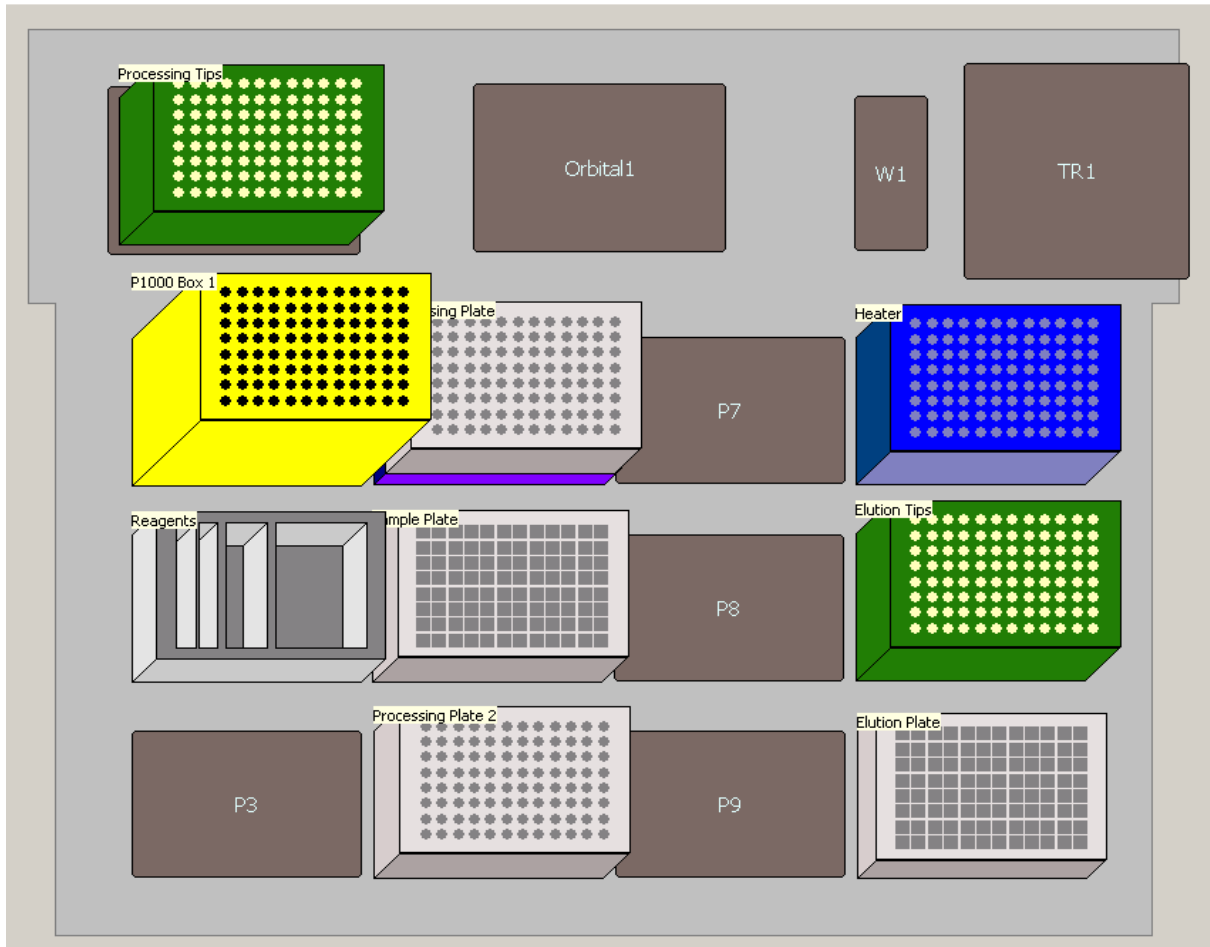 Processing Tips
Orbital1
W1
TR1
P1000 Box 1
sing Plate
P7
Heater
Reagents
mple Plate
P8
Elution Tips
P3
Processing Plate 2
P9
Elution Plate